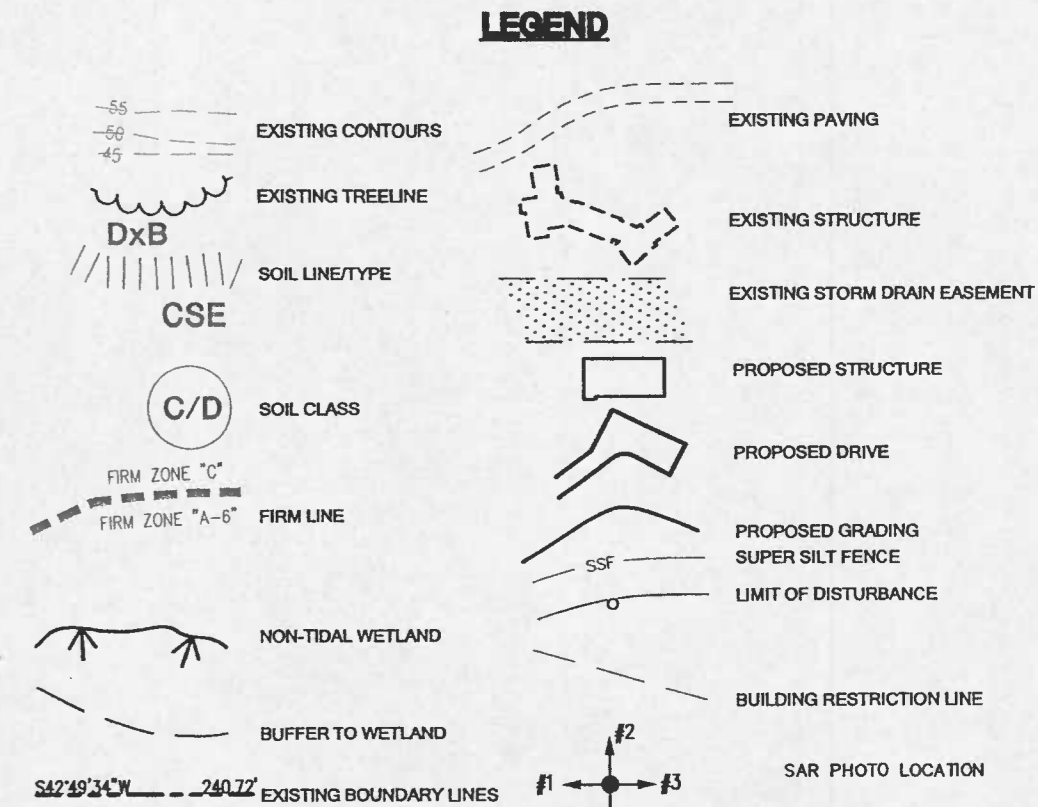 LEGEND
55
50
45
EXISTING CONTOURS
EXISTING TREELINE
DxB
SOIL LINE/TYPE
CSE
C/D
SOIL CLASS
FIRM ZONE "C"
FIRM ZONE "A-6"
FIRM LINE
NON-TIDAL WETLAND
BUFFER TO WETLAND
S42°49'34"W 240.72'
EXISTING BOUNDARY LINES
EXISTING PAVING
EXISTING STRUCTURE
EXISTING STORM DRAIN EASEMENT
PROPOSED STRUCTURE
PROPOSED DRIVE
PROPOSED GRADING
SSF
SUPER SILT FENCE
LIMIT OF DISTURBANCE
BUILDING RESTRICTION LINE
#2
#1
#3
SAR PHOTO LOCATION